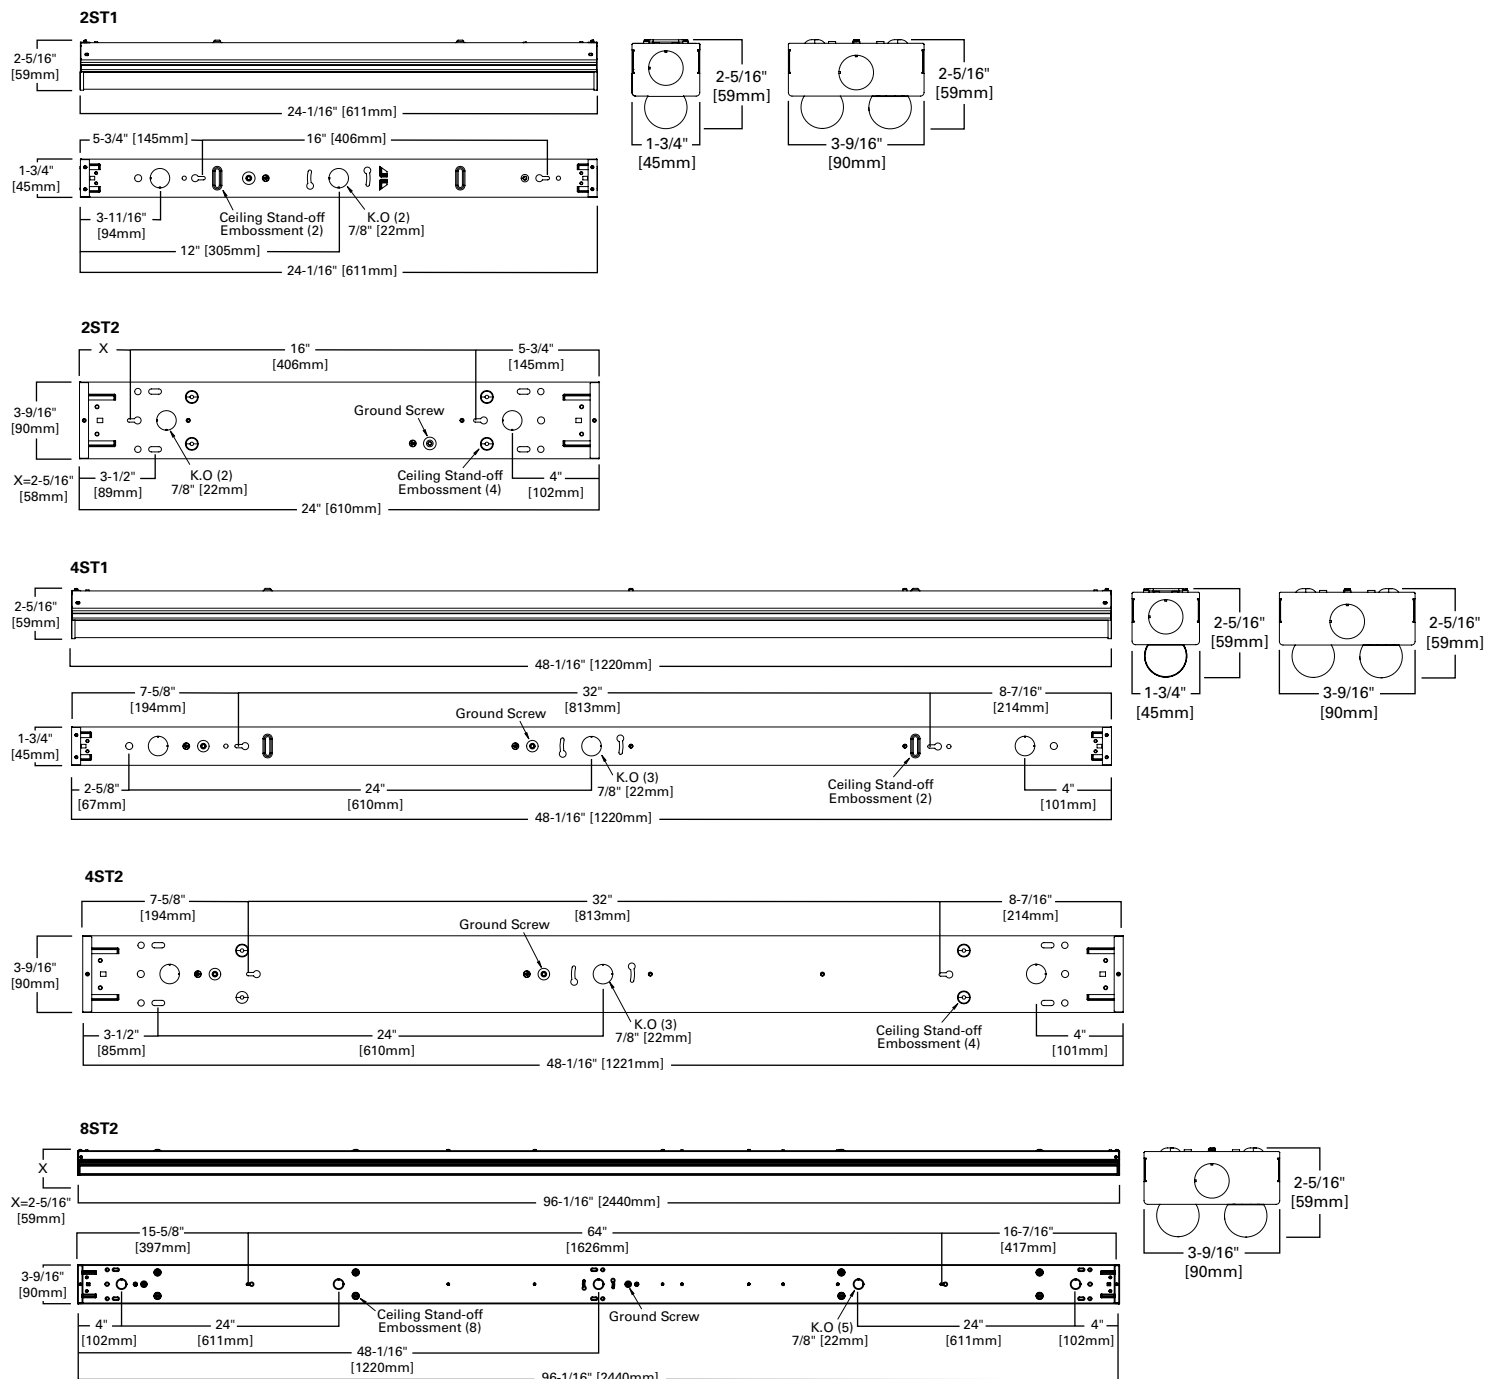 2ST1
2-5/16"
[59mm]
24-1/16" [611mm]
2-5/16"
[59mm]
1-3/4"
[45mm]
2-5/16"
[59mm]
3-9/16"
[90mm]
5-3/4" [145mm]
16" [406mm]
1-3/4"
[45mm]
3-11/16"
[94mm]
Ceiling Stand-off
Embossment (2)
K.O (2)
7/8" [22mm]
12" [305mm]
24-1/16" [611mm]
2ST2
X
16"
[406mm]
5-3/4"
[145mm]
3-9/16"
[90mm]
Ground Screw
X=2-5/16"
[58mm]
3-1/2"
[89mm]
K.O (2)
7/8" [22mm]
Ceiling Stand-off
Embossment (4)
4"
[102mm]
24" [610mm]
4ST1
2-5/16"
[59mm]
48-1/16" [1220mm]
2-5/16"
[59mm]
1-3/4"
[45mm]
2-5/16"
[59mm]
3-9/16"
[90mm]
7-5/8"
[194mm]
32"
[813mm]
8-7/16"
[214mm]
Ground Screw
1-3/4"
[45mm]
2-5/8"
[67mm]
24"
[610mm]
K.O (3)
7/8" [22mm]
Ceiling Stand-off
Embossment (2)
4"
[101mm]
48-1/16" [1220mm]
4ST2
7-5/8"
[194mm]
32"
[813mm]
8-7/16"
[214mm]
Ground Screw
3-9/16"
[90mm]
3-1/2"
[85mm]
24"
[610mm]
K.O (3)
7/8" [22mm]
Ceiling Stand-off
Embossment (4)
4"
[101mm]
48-1/16" [1221mm]
8ST2
X
X=2-5/16"
[59mm]
96-1/16" [2440mm]
2-5/16"
[59mm]
3-9/16"
[90mm]
15-5/8"
[397mm]
64"
[1626mm]
16-7/16"
[417mm]
3-9/16"
[90mm]
4"
[102mm]
24"
[611mm]
Ceiling Stand-off
Embossment (8)
Ground Screw
K.O (5)
7/8" [22mm]
24"
[611mm]
4"
[102mm]
48-1/16"
[1220mm]
96-1/16" [2440mm]